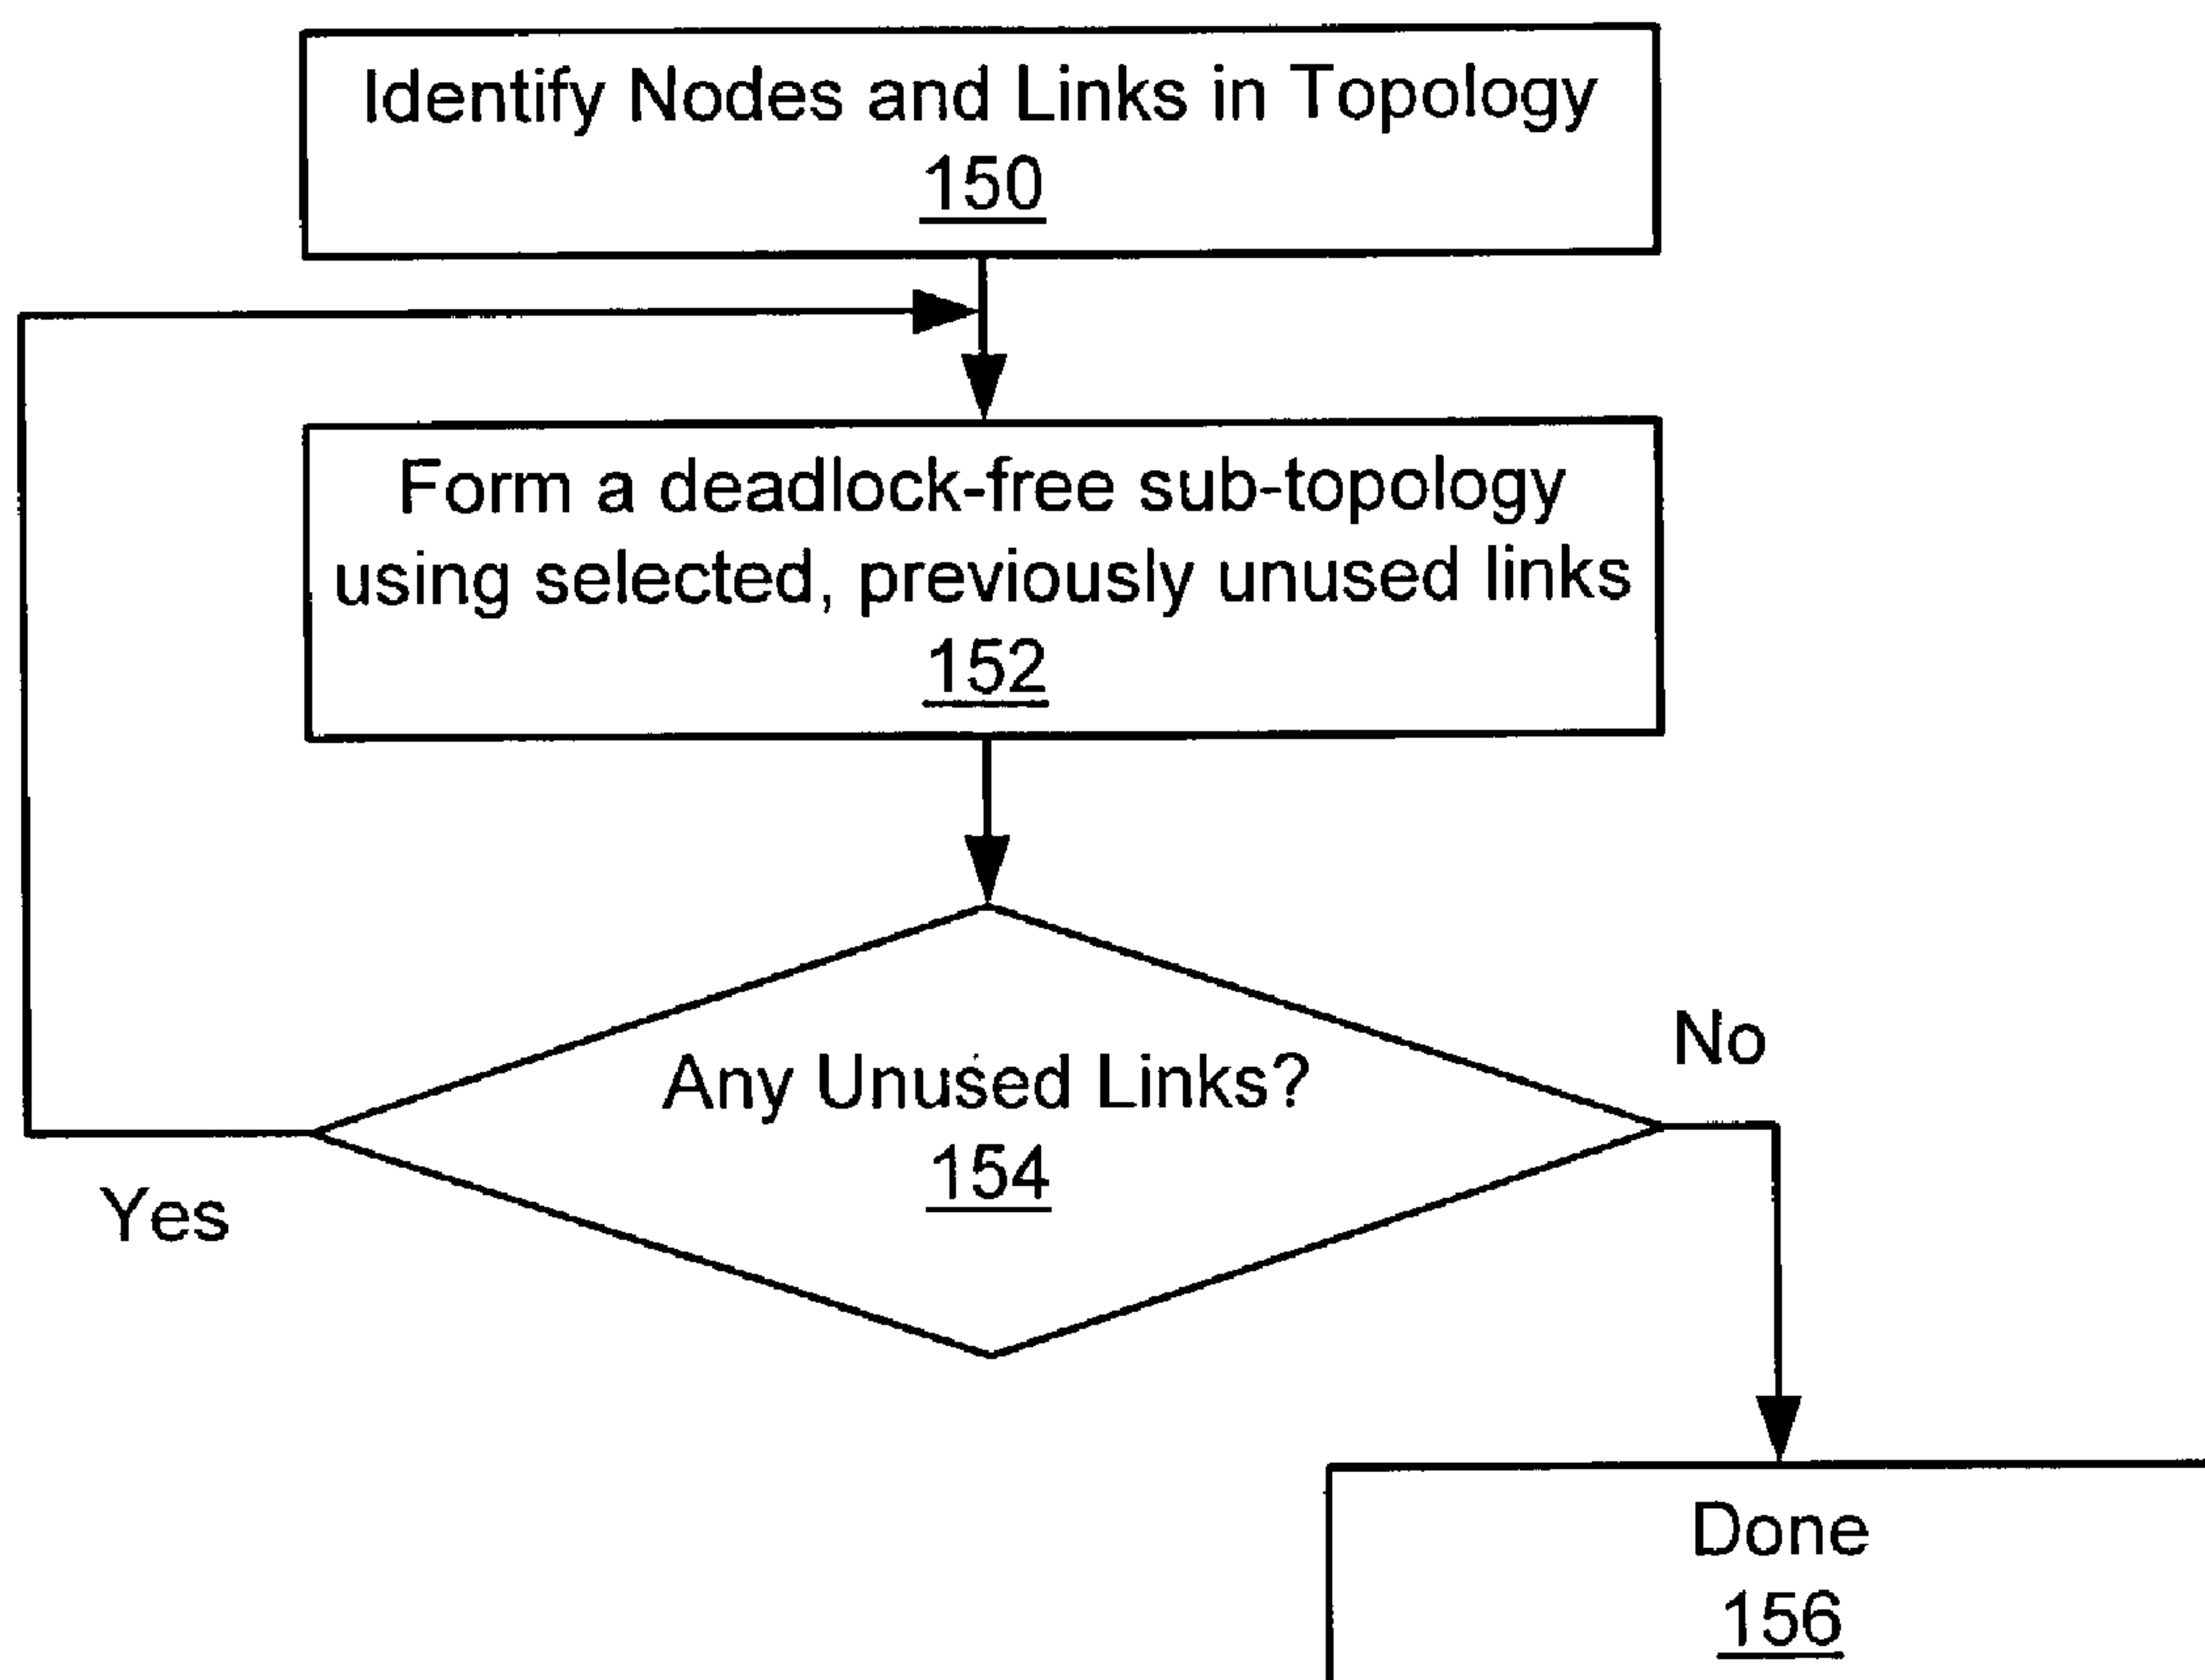 Identify Nodes and Links in Topology
150
Form a deadlock-free sub-topology
using selected, previously unused links
152
Any Unused Links?
154
No
Yes
Done
156